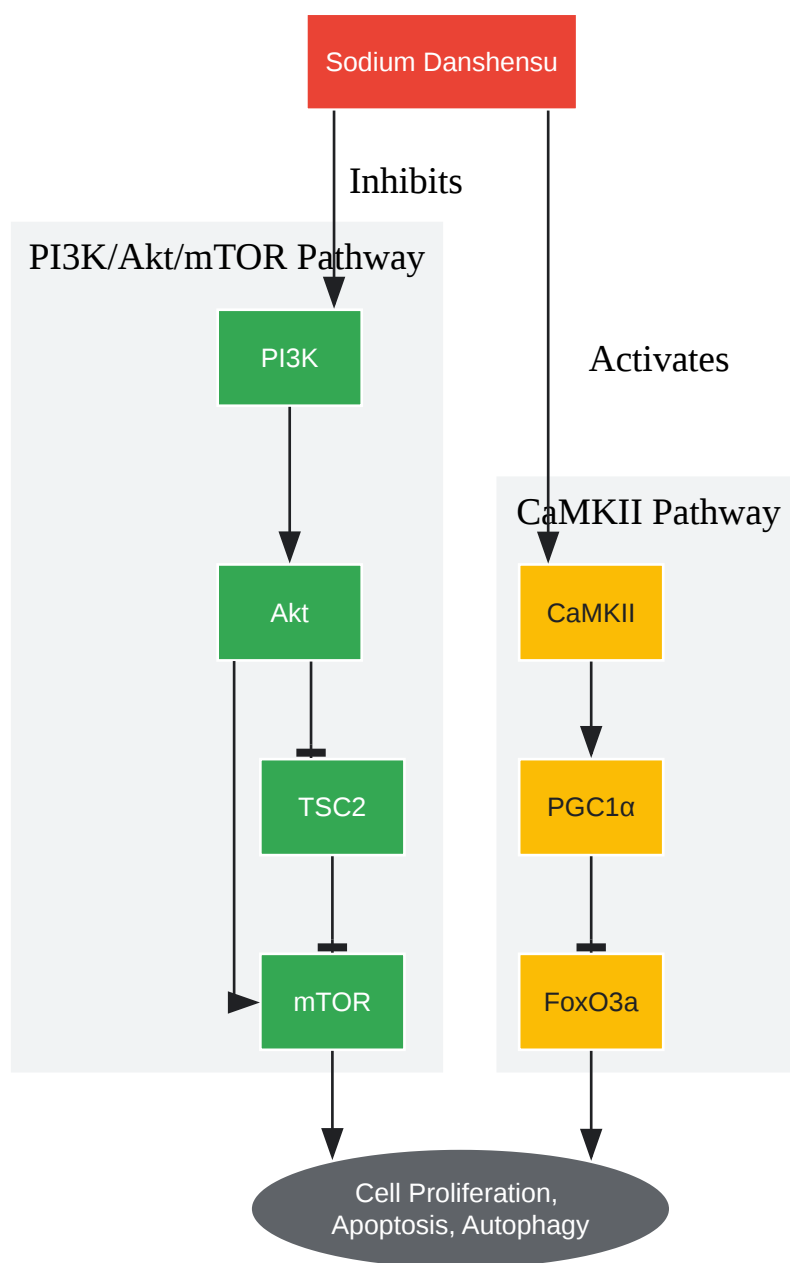 Sodium Danshensu
Inhibits
PI3K/Akt/mTOR Pathway
PI3K
Activates
CaMKII Pathway
Akt
CaMKII
TSC2
PGC1α
mTOR
FoxO3a
Cell Proliferation,
Apoptosis, Autophagy